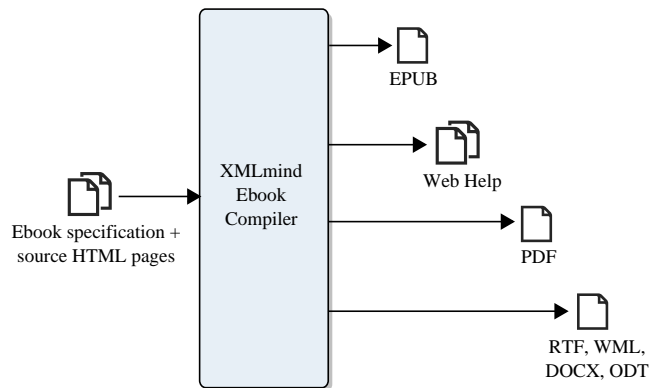 EPUB
XMLmind
Ebook
Compiler
Web Help
Ebook specification +
source HTML pages
PDF
RTF, WML,
DOCX, ODT